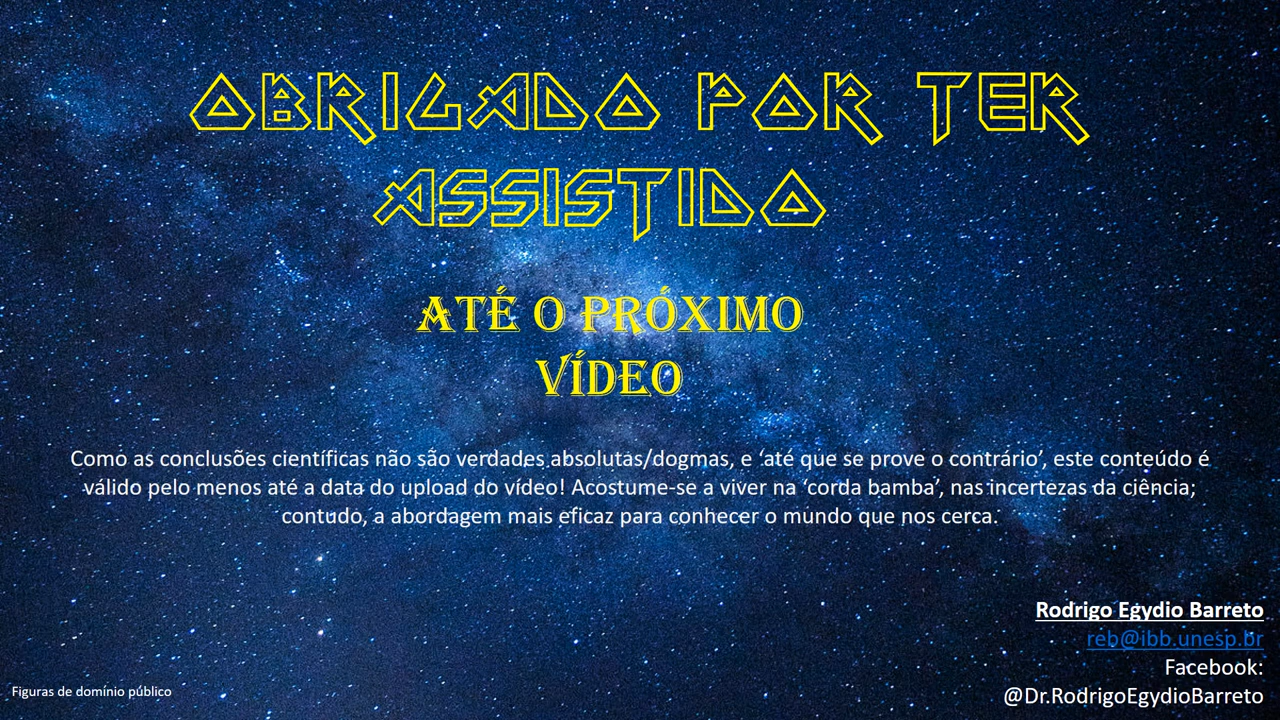 OBRIGADO POR TER
ASSISTIDO
ATÉ O PRÓXIMO
VÍDEO
Como as conclusões científicas não são verdades absolutas/dogmas, e ‘até que se prove o contrário’, este conteúdo é
válido pelo menos até a data do upload do vídeo! Acostume-se a viver na ‘corda bamba’, nas incertezas da ciência;
contudo, a abordagem mais eficaz para conhecer o mundo que nos cerca.
Rodrigo Egydio Barreto
reb@ibb.unesp.br
Facebook:
@Dr.RodrigoEgydioBarreto
Figuras de domínio público